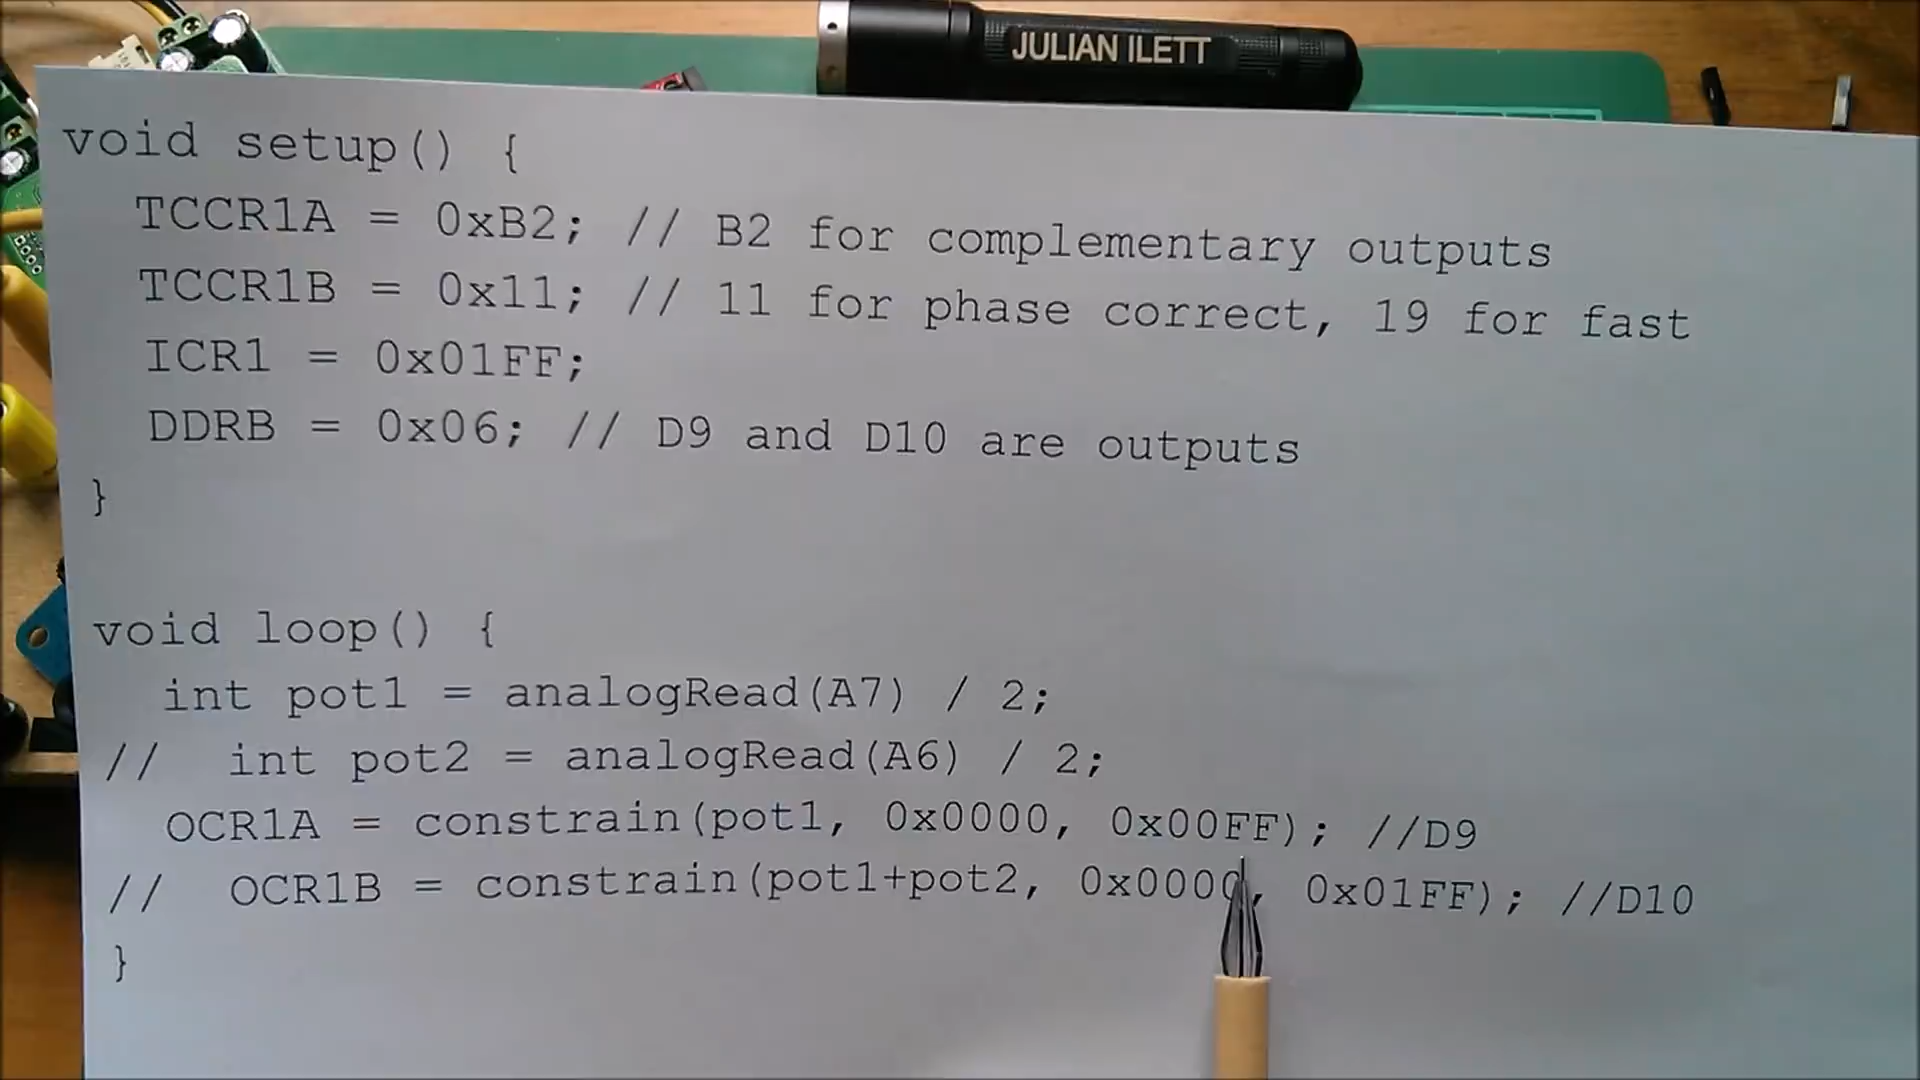 JULIAN ILETT
void setup() {
TCCR1A = 0xB2; // B2 for complementary outputs
TCCR1B = 0x11; // 11 for phase correct, 19 for fast
ICR1 = 0x01FF;
DDRB = 0x06; // D9 and D10 are outputs
}
void loop() {
int pot1 = analogRead(A7) / 2;
// int pot2 = analogRead(A6) / 2;
OCR1A = constrain(pot1, 0x0000, 0x00FF); //D9
// OCR1B = constrain(pot1+pot2, 0x0000, 0x01FF); //D10
}